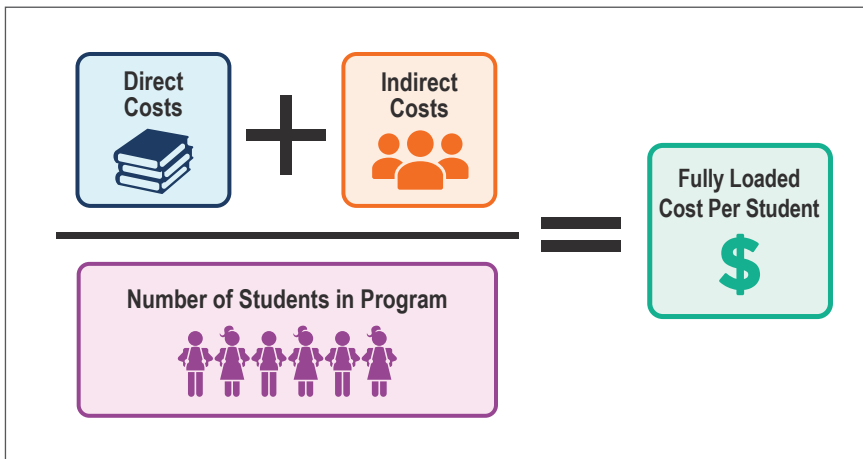 Direct
Costs
+
Indirect
Costs
Number of Students in Program
=
Fully Loaded
Cost Per Student
$